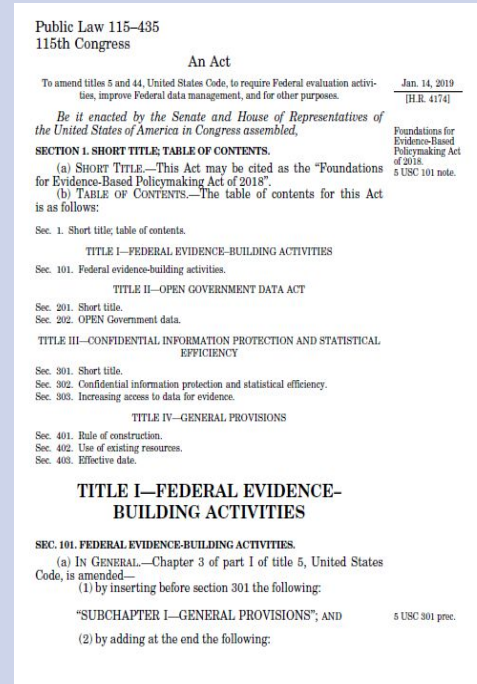 Public Law 115–435
115th Congress
An Act
To amend titles 5 and 44, United States Code, to require Federal evaluation activi-
ties, improve Federal data management, and for other purposes.
Jan. 14, 2019
[H.R. 4174]
Be it enacted by the Senate and House of Representatives of
the United States of America in Congress assembled,
Foundations for
Evidence-Based
Policymaking Act
of 2018.
5 USC 101 note.
SECTION 1. SHORT TITLE; TABLE OF CONTENTS.
(a) SHORT TITLE.—This Act may be cited as the “Foundations
for Evidence-Based Policymaking Act of 2018”.
(b) TABLE OF CONTENTS.—The table of contents for this Act
is as follows:
Sec. 1. Short title; table of contents.
TITLE I—FEDERAL EVIDENCE–BUILDING ACTIVITIES
Sec. 101. Federal evidence-building activities.
TITLE II—OPEN GOVERNMENT DATA ACT
Sec. 201. Short title.
Sec. 202. OPEN Government data.
TITLE III—CONFIDENTIAL INFORMATION PROTECTION AND STATISTICAL
EFFICIENCY
Sec. 301. Short title.
Sec. 302. Confidential information protection and statistical efficiency.
Sec. 303. Increasing access to data for evidence.
TITLE IV—GENERAL PROVISIONS
Sec. 401. Rule of construction.
Sec. 402. Use of existing resources.
Sec. 403. Effective date.
TITLE I—FEDERAL EVIDENCE–
BUILDING ACTIVITIES
SEC. 101. FEDERAL EVIDENCE-BUILDING ACTIVITIES.
(a) IN GENERAL.—Chapter 3 of part I of title 5, United States
Code, is amended—
(1) by inserting before section 301 the following:
“SUBCHAPTER I—GENERAL PROVISIONS”; AND
5 USC 301 prec.
(2) by adding at the end the following: